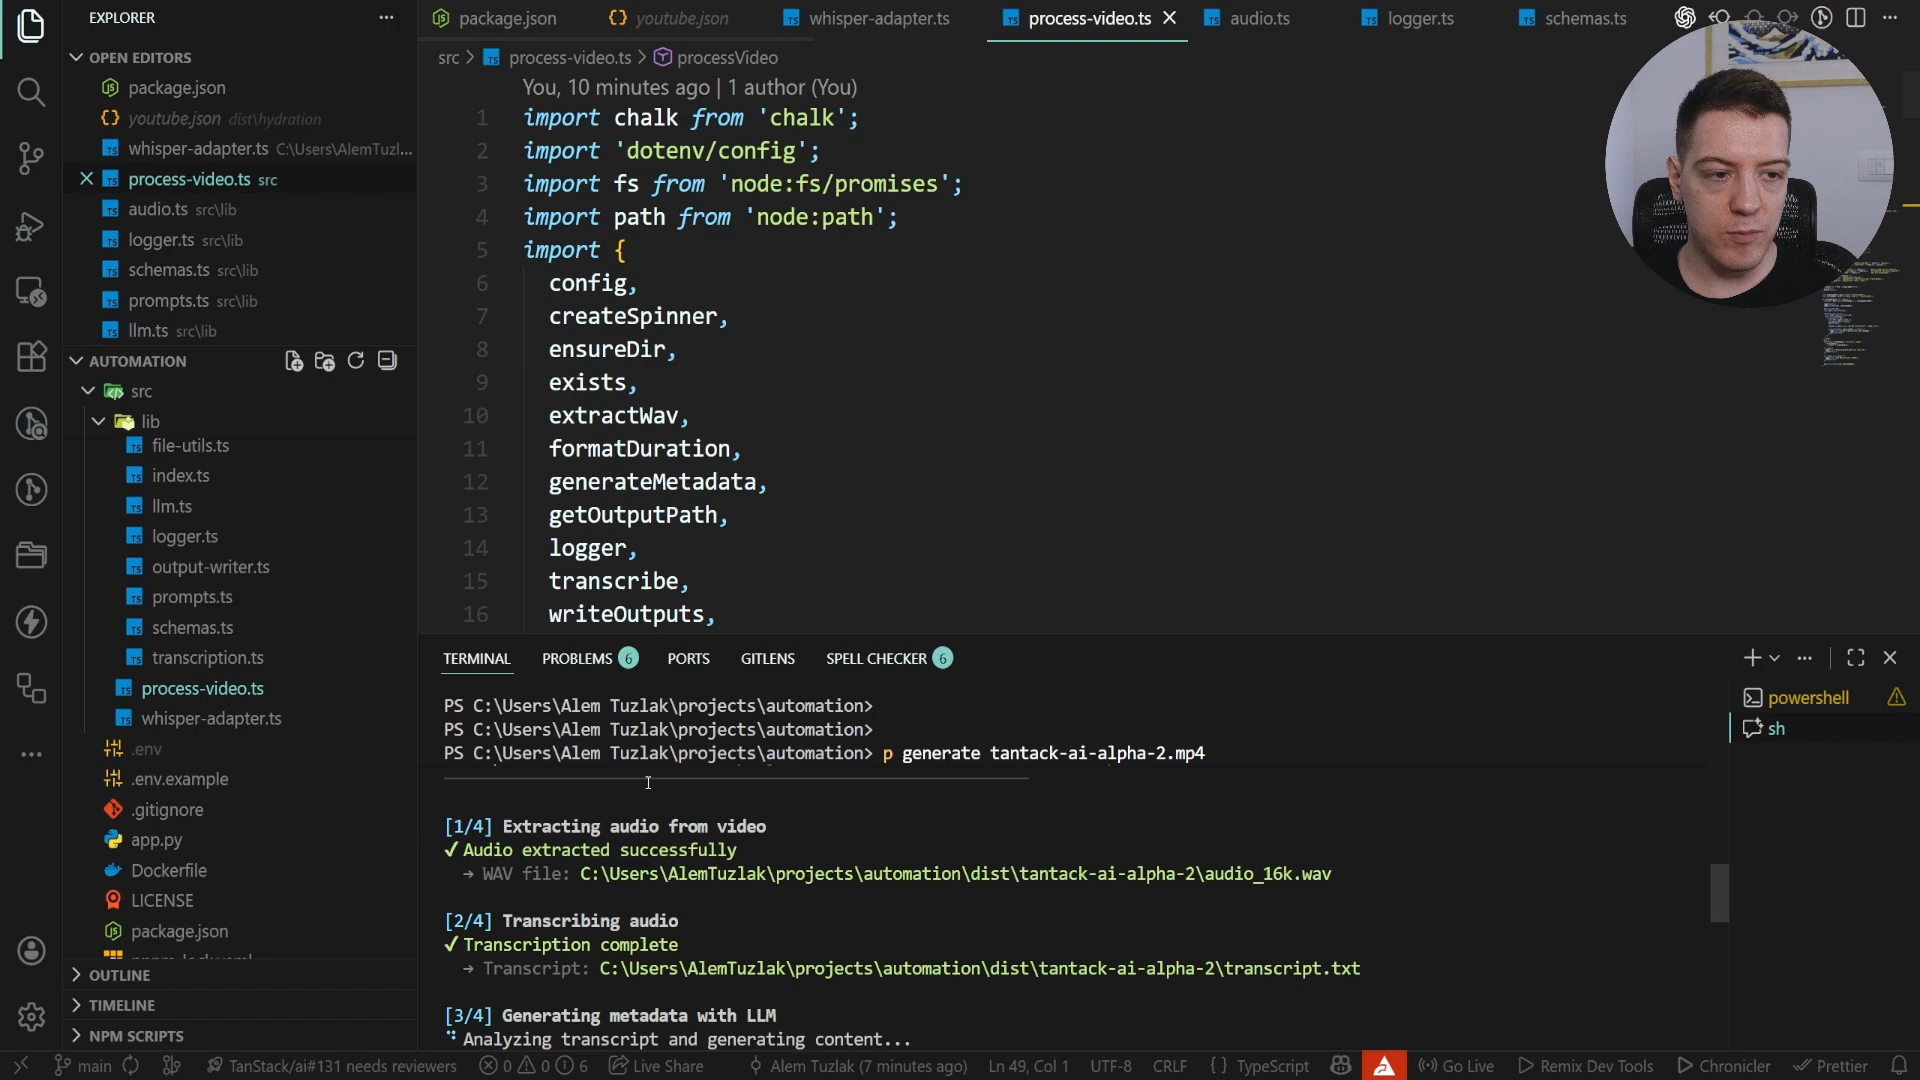 EXPLORER
OPEN EDITORS
package.json
youtube.json dist\hydration
whisper-adapter.ts C:\Users\AlemTuzl...
process-video.ts src
audio.ts src\lib
logger.ts src\lib
schemas.ts src\lib
prompts.ts src\lib
llm.ts src\lib
AUTOMATION
src
lib
file-utils.ts
index.ts
llm.ts
logger.ts
output-writer.ts
prompts.ts
schemas.ts
transcription.ts
process-video.ts
whisper-adapter.ts
.env
.env.example
.gitignore
app.py
Dockerfile
LICENSE
package.json
OUTLINE
TIMELINE
NPM SCRIPTS
package.json youtube.json whisper-adapter.ts process-video.ts audio.ts logger.ts schemas.ts
src > process-video.ts > processVideo
You, 10 minutes ago | 1 author (You)
1 import chalk from 'chalk';
2 import 'dotenv/config';
3 import fs from 'node:fs/promises';
4 import path from 'node:path';
5 import {
6 config,
7 createSpinner,
8 ensureDir,
9 exists,
10 extractWav,
11 formatDuration,
12 generateMetadata,
13 getOutputPath,
14 logger,
15 transcribe,
16 writeOutputs,
TERMINAL PROBLEMS 6 PORTS GITLENS SPELL CHECKER 6
PS C:\Users\Alem Tuzlak\projects\automation>
PS C:\Users\Alem Tuzlak\projects\automation>
PS C:\Users\Alem Tuzlak\projects\automation> p generate tantack-ai-alpha-2.mp4
[1/4] Extracting audio from video
✓ Audio extracted successfully
→ WAV file: C:\Users\AlemTuzlak\projects\automation\dist\tantack-ai-alpha-2\audio_16k.wav
[2/4] Transcribing audio
✓ Transcription complete
→ Transcript: C:\Users\AlemTuzlak\projects\automation\dist\tantack-ai-alpha-2\transcript.txt
[3/4] Generating metadata with LLM
Analyzing transcript and generating content...
powershell
sh
main TanStack/ai#131 needs reviewers 0 0 6 Live Share Alem Tuzlak (7 minutes ago) Ln 49, Col 1 UTF-8 CRLF {} TypeScript Go Live Remix Dev Tools Chronicler Prettier